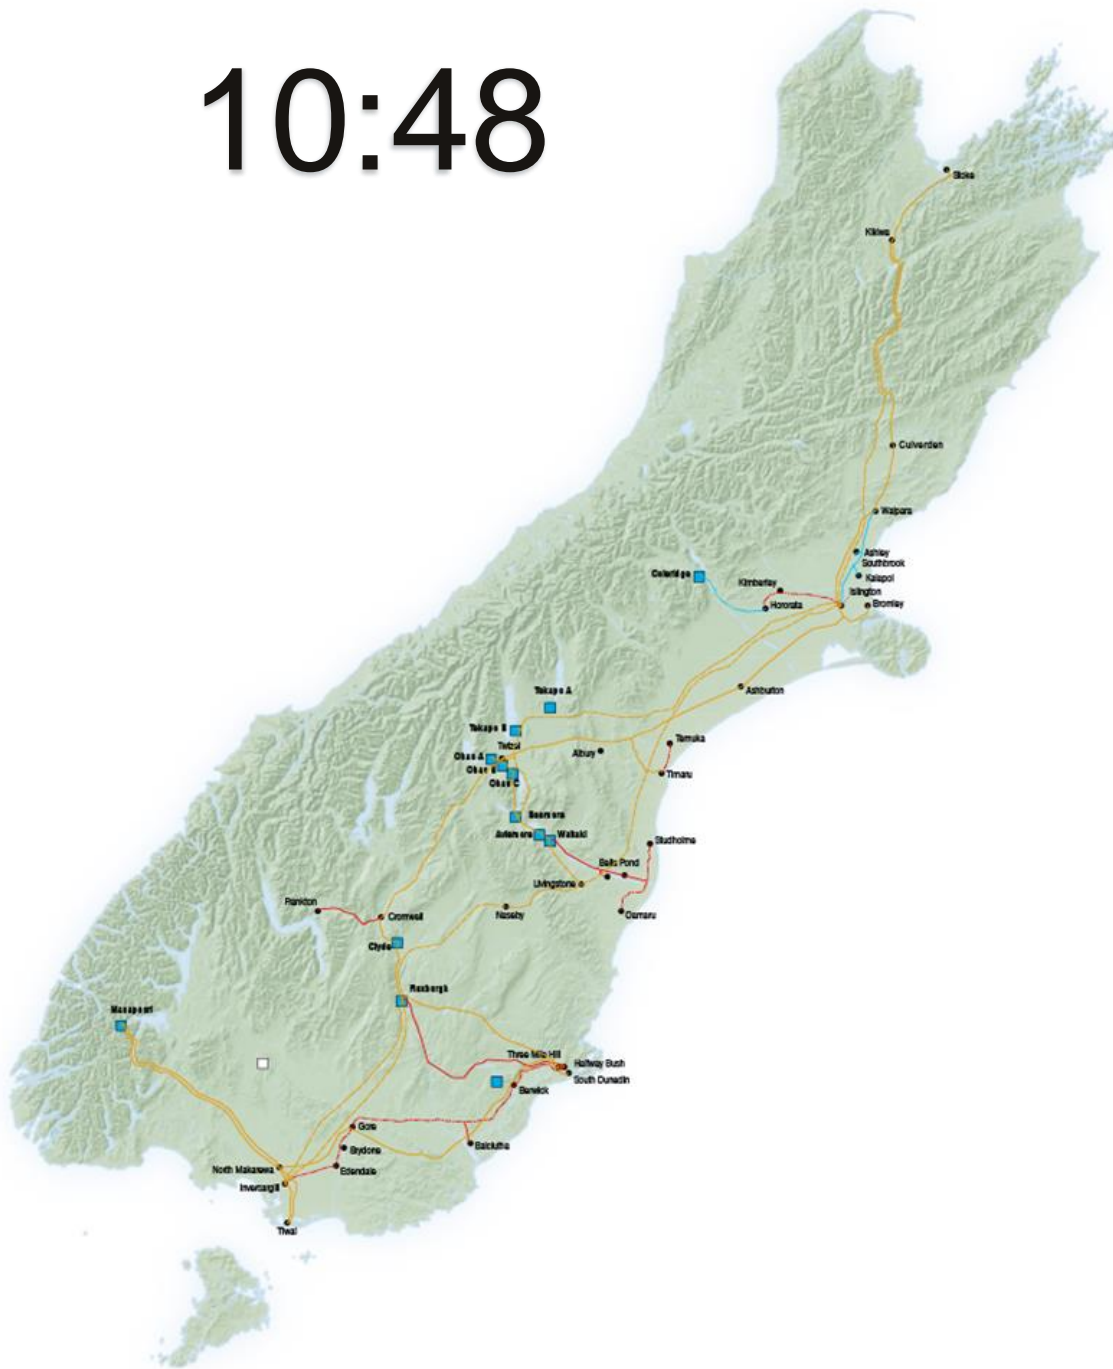 10:48
Stoke
Kikiwa
Culverden
Waipara
Ashley
Southbrook
Kaiapoi
Islington
Bromley
Coleridge
Kimberley
Hororata
Ashburton
Tekapo A
Tekapo B
Twizel
Ohau A
Ohau B
Ohau C
Albury
Temuka
Timaru
Benmore
Aviemore
Waitaki
Studholme
Bells Pond
Livingstone
Oamaru
Naseby
Frankton
Cromwell
Clyde
Roxburgh
Manapouri
Three Mile Hill
Halfway Bush
South Dunedin
Berwick
Gore
Brydone
Edendale
Balclutha
North Makarewa
Invercargill
Tiwai